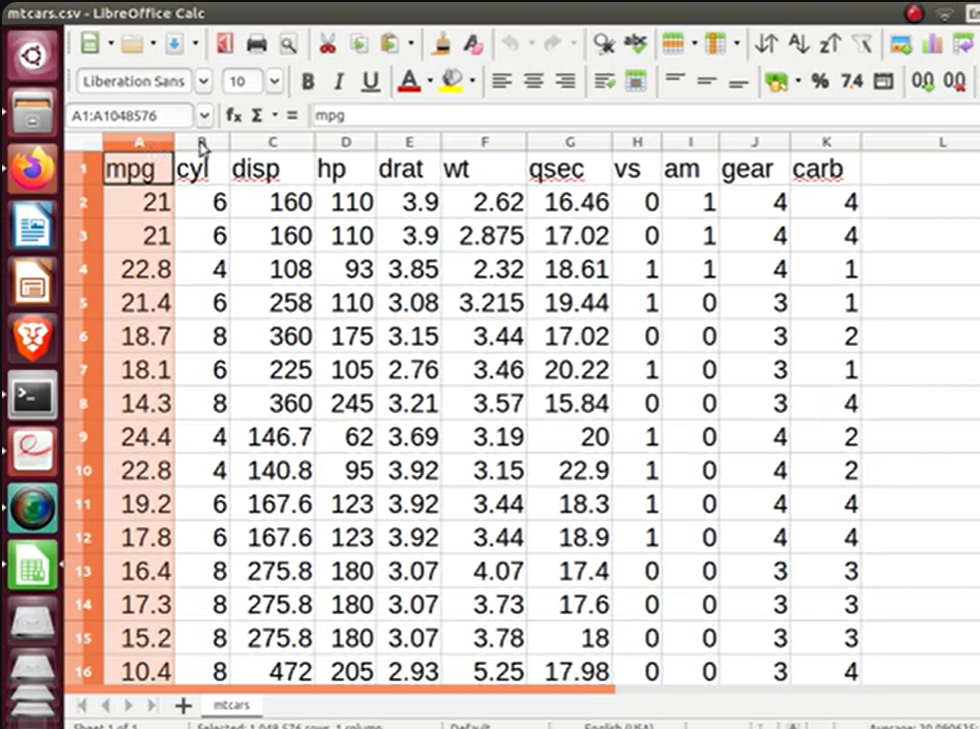 mtcars.csv - LibreOffice Calc
Liberation Sans 10 B I U A % 7.4
A1:A1048576 fx Σ = mpg
A B C D E F G H I J K L
1 mpg cyl disp hp drat wt qsec vs am gear carb
2 21 6 160 110 3.9 2.62 16.46 0 1 4 4
3 21 6 160 110 3.9 2.875 17.02 0 1 4 4
4 22.8 4 108 93 3.85 2.32 18.61 1 1 4 1
5 21.4 6 258 110 3.08 3.215 19.44 1 0 3 1
6 18.7 8 360 175 3.15 3.44 17.02 0 0 3 2
7 18.1 6 225 105 2.76 3.46 20.22 1 0 3 1
8 14.3 8 360 245 3.21 3.57 15.84 0 0 3 4
9 24.4 4 146.7 62 3.69 3.19 20 1 0 4 2
10 22.8 4 140.8 95 3.92 3.15 22.9 1 0 4 2
11 19.2 6 167.6 123 3.92 3.44 18.3 1 0 4 4
12 17.8 6 167.6 123 3.92 3.44 18.9 1 0 4 4
13 16.4 8 275.8 180 3.07 4.07 17.4 0 0 3 3
14 17.3 8 275.8 180 3.07 3.73 17.6 0 0 3 3
15 15.2 8 275.8 180 3.07 3.78 18 0 0 3 3
16 10.4 8 472 205 2.93 5.25 17.98 0 0 3 4
mtcars
Sheet 1 of 1 Selected: 1,048,576 rows, 1 column Default English (USA)